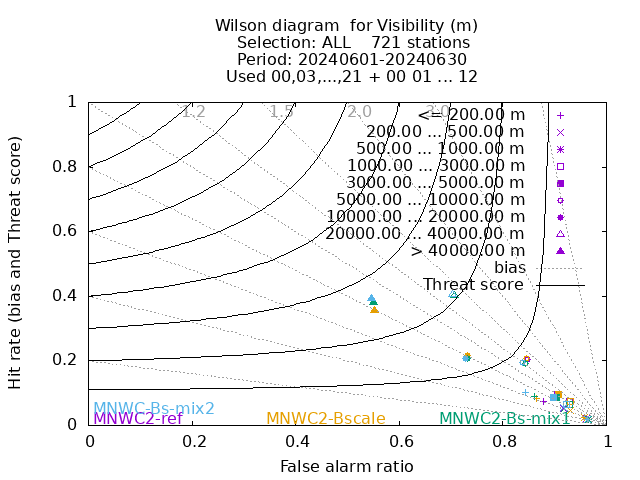 Wilson diagram  for Visibility (m)
Selection: ALL    721 stations
Period: 20240601-20240630
Used 00,03,...,21 + 00 01 ... 12
1.2 1.5 2.0 3.0
<= 200.00 m
200.00 ... 500.00 m
500.00 ... 1000.00 m
1000.00 ... 3000.00 m
3000.00 ... 5000.00 m
5000.00 ... 10000.00 m
10000.00 ... 20000.00 m
20000.00 ... 40000.00 m
> 40000.00 m
bias
Threat score
Hit rate (bias and Threat score)
1
0.8
0.6
0.4
0.2
0
MNWC-Bs-mix2
MNWC2-ref MNWC2-Bscale MNWC2-Bs-mix1
0 0.2 0.4 0.6 0.8 1
False alarm ratio